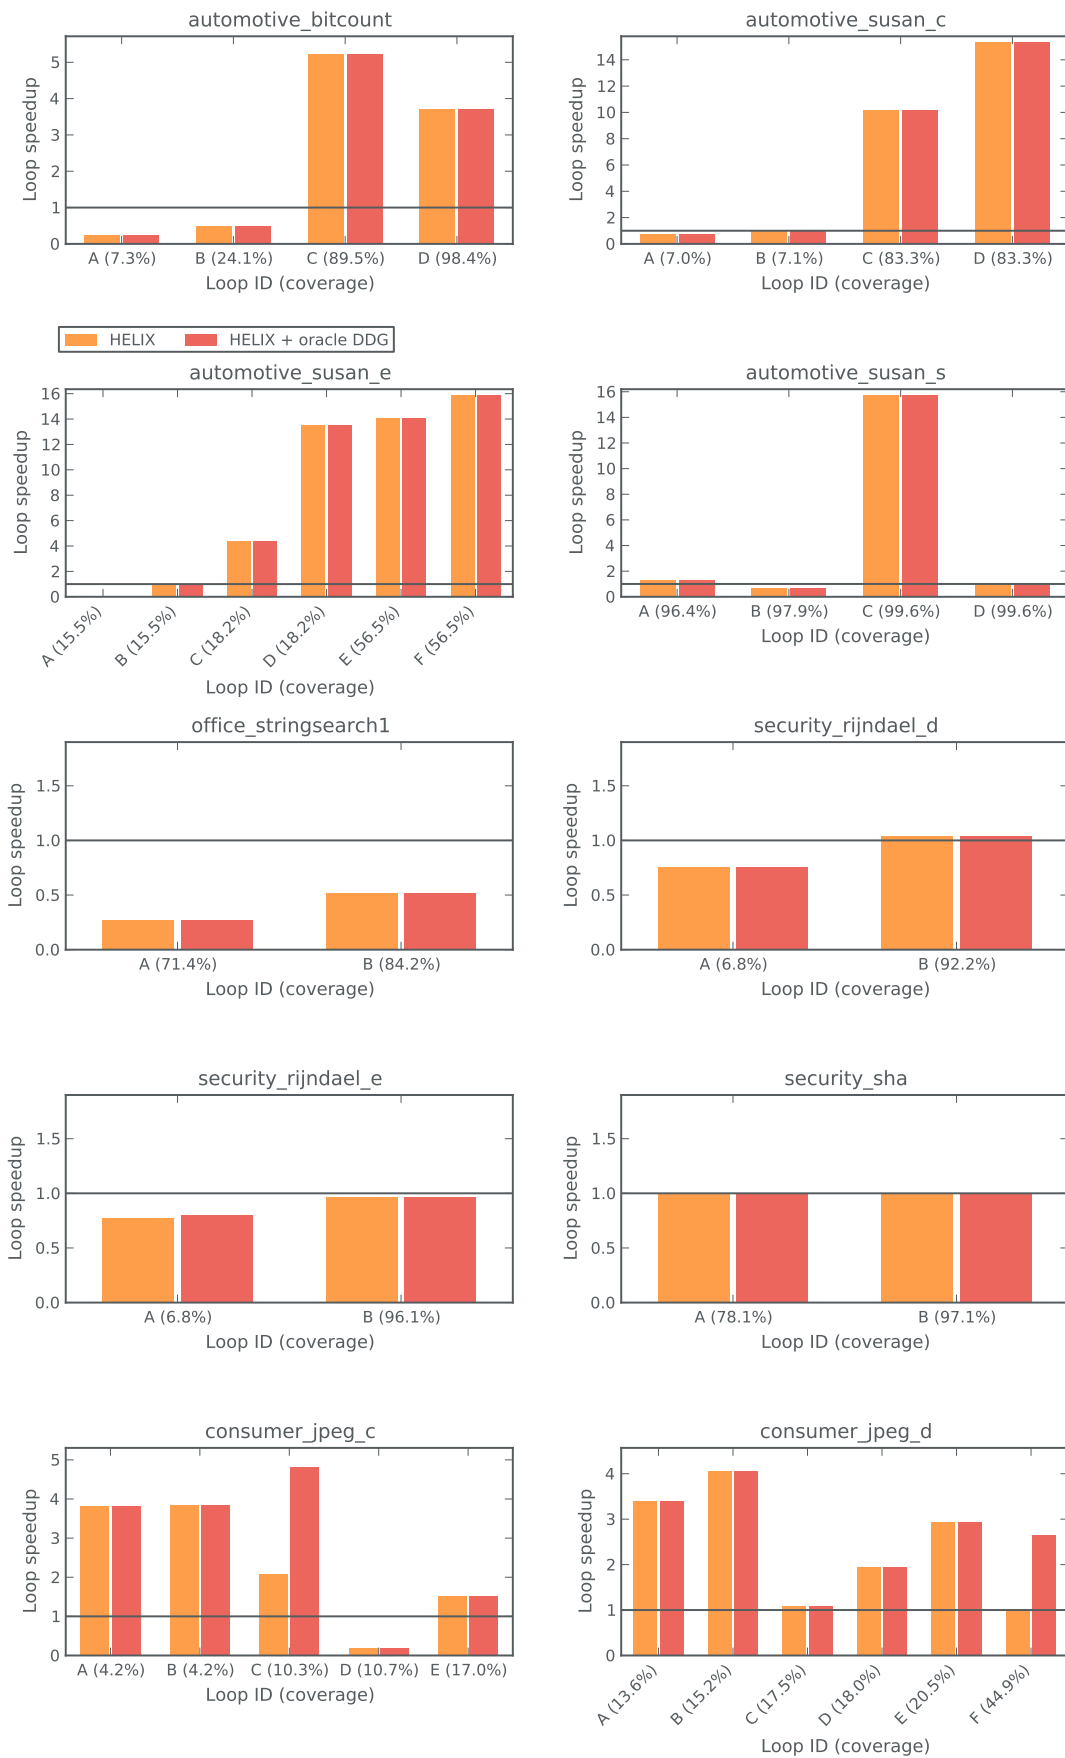 automotive_bitcount
Loop speedup
5
4
3
2
1
0
A (7.3%) B (24.1%) C (89.5%) D (98.4%)
Loop ID (coverage)
automotive_susan_c
Loop speedup
14
12
10
8
6
4
2
0
A (7.0%) B (7.1%) C (83.3%) D (83.3%)
Loop ID (coverage)
HELIX HELIX + oracle DDG
automotive_susan_e
Loop speedup
16
14
12
10
8
6
4
2
0
A (15.5%) B (15.5%) C (18.2%) D (18.2%) E (56.5%) F (56.5%)
Loop ID (coverage)
automotive_susan_s
Loop speedup
16
14
12
10
8
6
4
2
0
A (96.4%) B (97.9%) C (99.6%) D (99.6%)
Loop ID (coverage)
office_stringsearch1
Loop speedup
1.5
1.0
0.5
0.0
A (71.4%) B (84.2%)
Loop ID (coverage)
security_rijndael_d
Loop speedup
1.5
1.0
0.5
0.0
A (6.8%) B (92.2%)
Loop ID (coverage)
security_rijndael_e
Loop speedup
1.5
1.0
0.5
0.0
A (6.8%) B (96.1%)
Loop ID (coverage)
security_sha
Loop speedup
1.5
1.0
0.5
0.0
A (78.1%) B (97.1%)
Loop ID (coverage)
consumer_jpeg_c
Loop speedup
5
4
3
2
1
0
A (4.2%) B (4.2%) C (10.3%) D (10.7%) E (17.0%)
Loop ID (coverage)
consumer_jpeg_d
Loop speedup
4
3
2
1
0
A (13.6%) B (15.2%) C (17.5%) D (18.0%) E (20.5%) F (44.9%)
Loop ID (coverage)